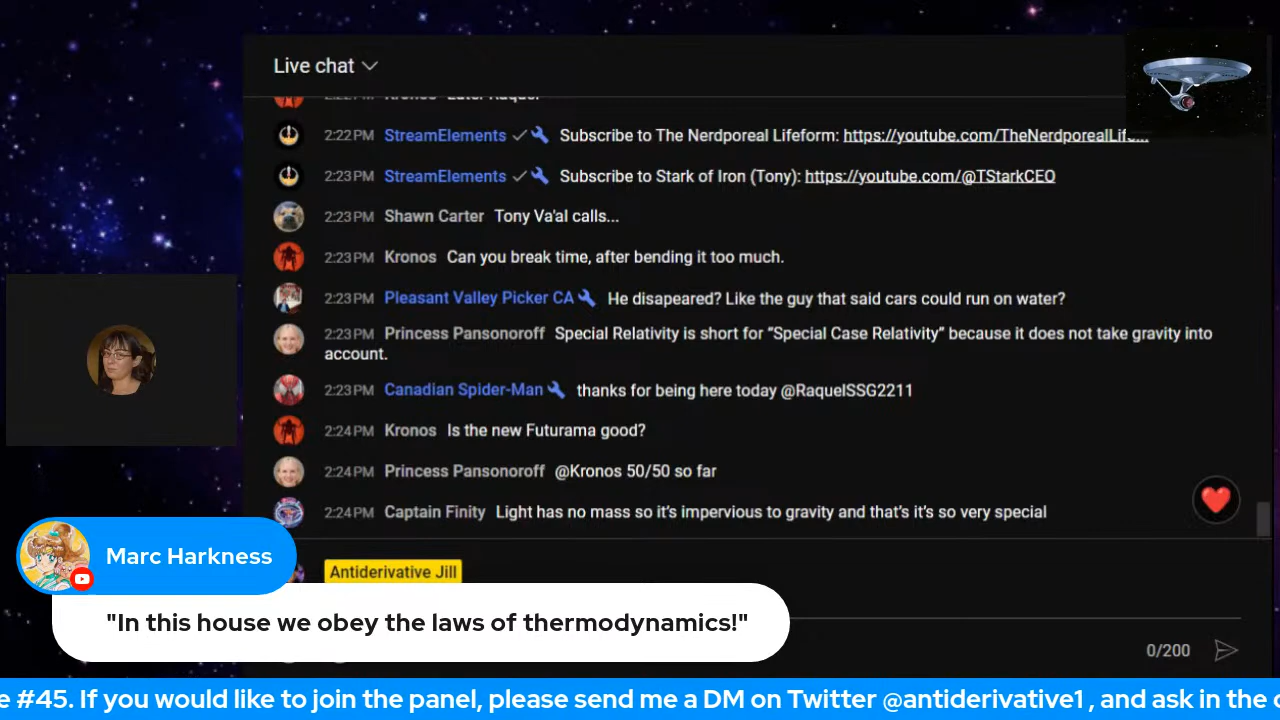 Live chat
Kronos Later Raquel
2:22PM StreamElements Subscribe to The Nerdporeal Lifeform: https://youtube.com/TheNerdporealLife...
2:23PM StreamElements Subscribe to Stark of Iron (Tony): https://youtube.com/@TStarkCEO
2:23PM Shawn Carter Tony Va'al calls...
2:23PM Kronos Can you break time, after bending it too much.
2:23PM Pleasant Valley Picker CA He disapeared? Like the guy that said cars could run on water?
2:23PM Princess Pansonoroff Special Relativity is short for “Special Case Relativity” because it does not take gravity into
account.
2:23PM Canadian Spider-Man thanks for being here today @RaquelSSG2211
2:24PM Kronos Is the new Futurama good?
2:24PM Princess Pansonoroff @Kronos 50/50 so far
2:24PM Captain Finity Light has no mass so it’s impervious to gravity and that’s it’s so very special
Marc Harkness
Antiderivative Jill
"In this house we obey the laws of thermodynamics!"
0/200
e #45. If you would like to join the panel, please send me a DM on Twitter @antiderivative1 , and ask in the